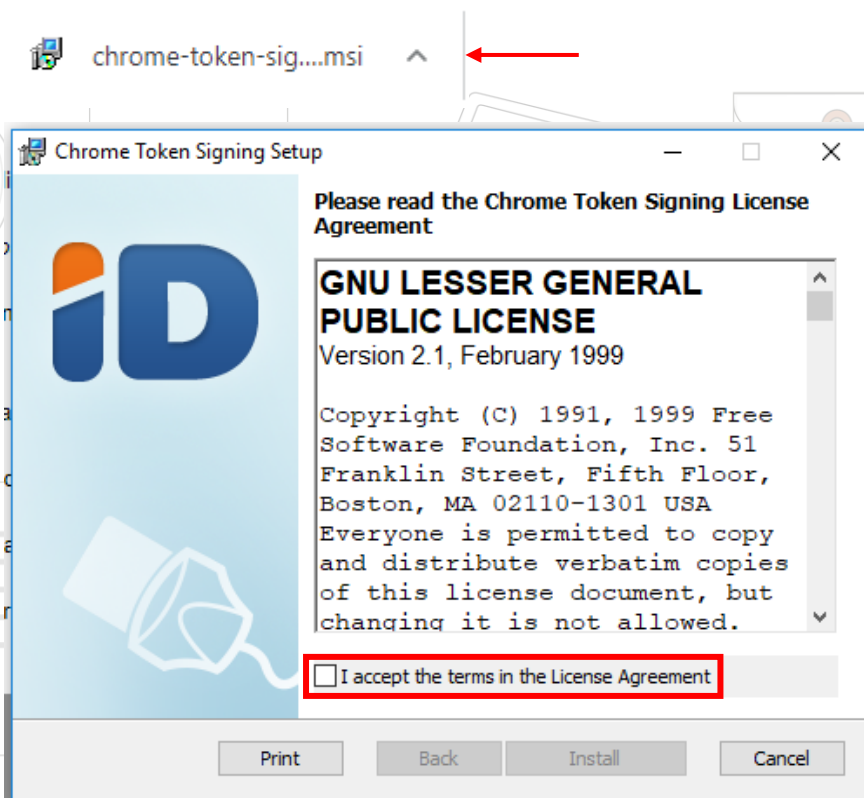 chrome-token-sig....msi
Chrome Token Signing Setup
Please read the Chrome Token Signing License
Agreement
iD
GNU LESSER GENERAL
PUBLIC LICENSE
Version 2.1, February 1999
Copyright (C) 1991, 1999 Free
Software Foundation, Inc. 51
Franklin Street, Fifth Floor,
Boston, MA 02110-1301 USA
Everyone is permitted to copy
and distribute verbatim copies
of this license document, but
changing it is not allowed.
I accept the terms in the License Agreement
Print
Back
Install
Cancel